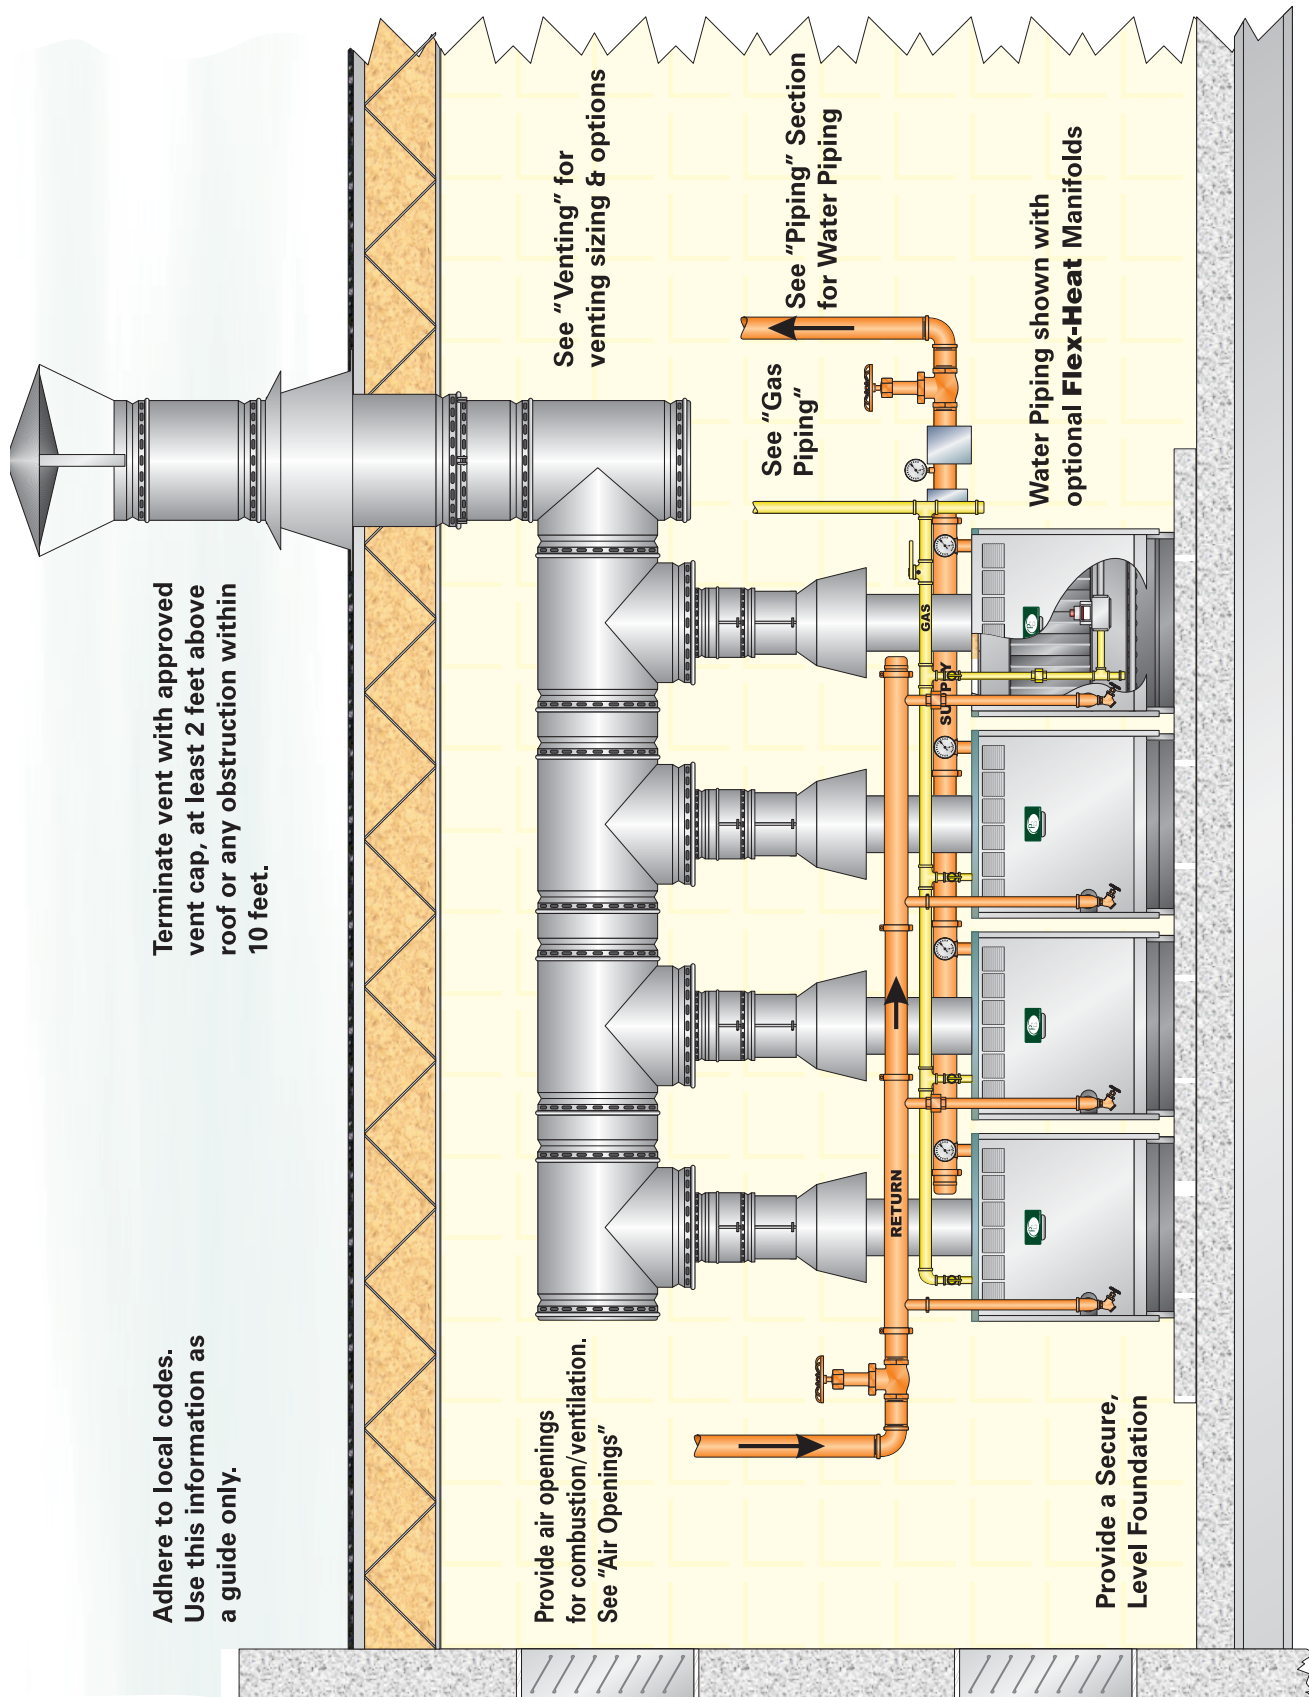 Adhere to local codes.
Use this information as
a guide only.
Terminate vent with approved
vent cap, at least 2 feet above
roof or any obstruction within
10 feet.
Provide air openings
for combustion/ventilation.
See “Air Openings”
See “Venting” for
venting sizing & options
See “Gas
Piping“
See “Piping” Section
for Water Piping
RETURN
GAS
SUPPLY
Water Piping shown with
optional Flex-Heat Manifolds
Provide a Secure,
Level Foundation